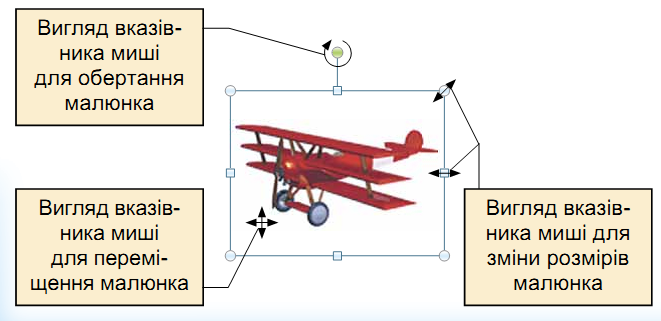 Вигляд вказів-
ника миші
для обертання
малюнка
Вигляд вказів-
ника миші
для перемі-
щення малюнка
Вигляд вказів-
ника миші для
зміни розмірів
малюнка